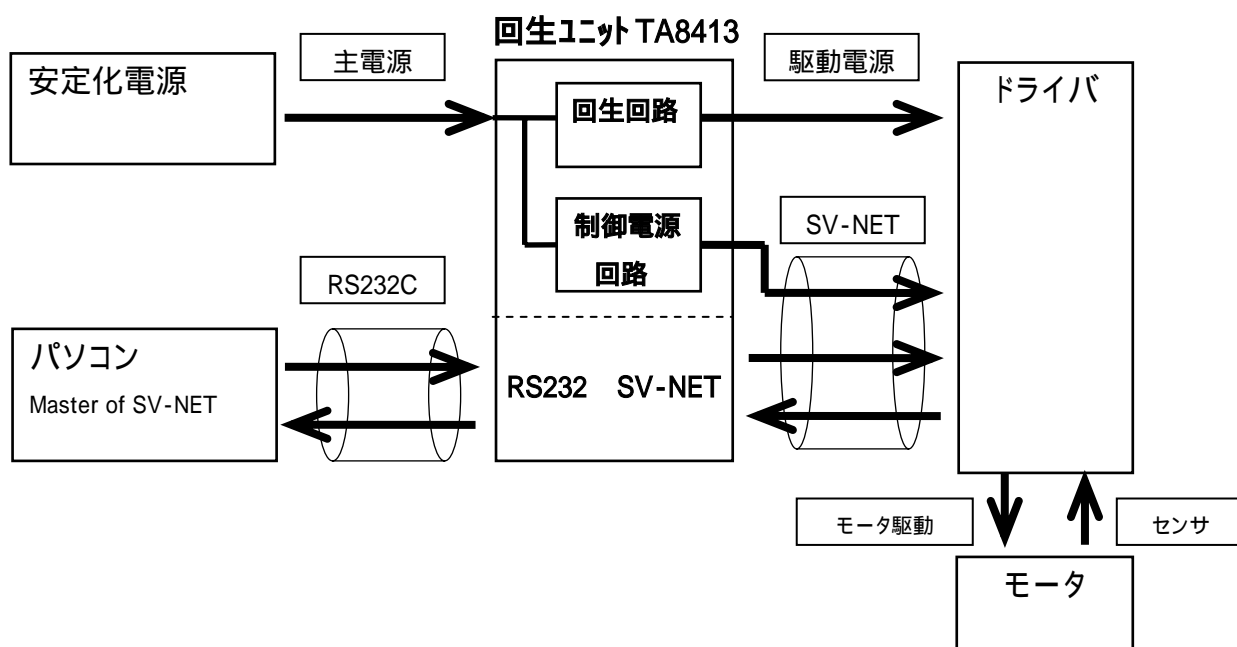 回生ユニット TA8413
主電源
駆動電源
安定化電源
ドライバ
回生回路
制御電源
回路
SV-NET
RS232C
パソコン
Master of SV-NET
RS232 SV-NET
モータ駆動
センサ
モータ